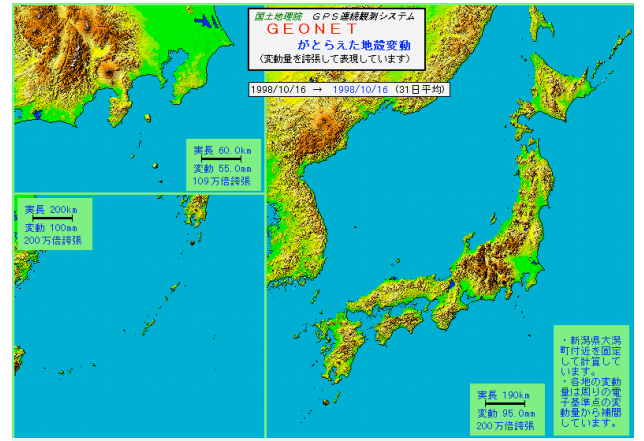 国土地理院 GPS連続観測システム
GEONET
がとらえた地殻変動
(変動量を誇張して表現しています)
1998/10/16 → 1998/10/16 (31日平均)
実長 60.0km
変動 55.0mm
109万倍誇張
実長 200km
変動 100mm
200万倍誇張
実長 190km
変動 95.0mm
200万倍誇張
・新潟県大潟
町付近を固定
して計算して
います。
・各地の変動
量は周りの電
子基準点の変
動量から補間
しています。